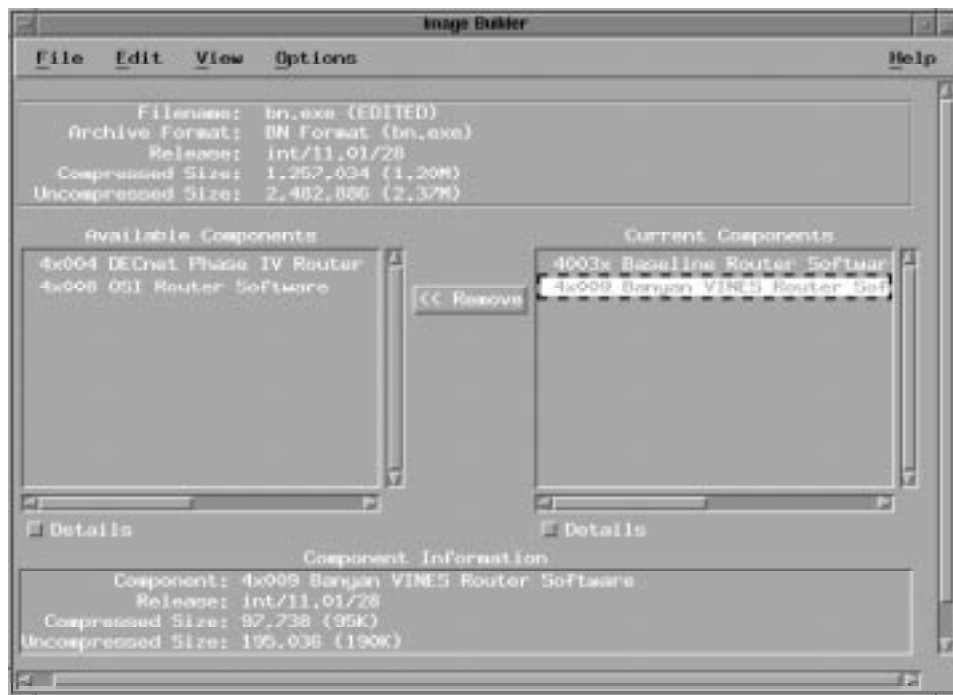 Image Builder
File Edit View Options Help
Filename: bn.exe (EDITED)
Archive Format: BN Format (bn.exe)
Release: int/11.01/28
Compressed Size: 1,257,034 (1.20M)
Uncompressed Size: 2,482,886 (2.37M)
Available Components
4x004 DECnet Phase IV Router
4x008 OSI Router Software
<< Remove
Current Components
4003x Baseline Router Softwar
4x009 Banyan VINES Router Sof
Details
Details
Component Information
Component: 4x009 Banyan VINES Router Software
Release: int/11.01/28
Compressed Size: 97,738 (95K)
Uncompressed Size: 195,036 (190K)